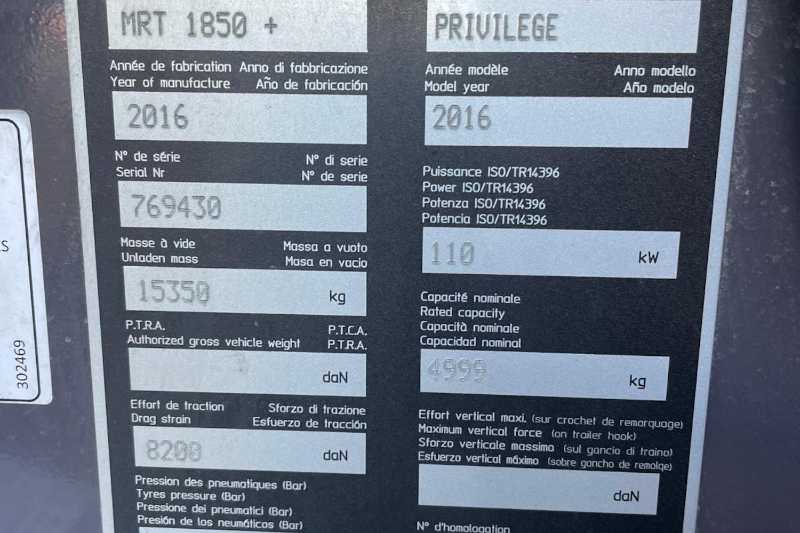 MRT 1850 +
PRIVILEGE
Année de fabrication Anno di fabbricazione
Year of manufacture Año de fabricación
2016
Année modèle Anno modello
Model year Año modelo
2016
N° de série N° di serie
Serial Nr N° de serie
769430
Puissance ISO/TR14396
Power ISO/TR14396
Potenza ISO/TR14396
Potencia ISO/TR14396
110 kW
Masse à vide Massa a vuoto
Unladen mass Masa en vacio
15350 kg
Capacité nominale
Rated capacity
Capacità nominale
Capacidad nominal
4999 kg
P.T.R.A. P.T.C.A.
Authorized gross vehicle weight P.T.R.A.
daN
Effort de traction Sforzo di trazione
Drag strain Esfuerzo de tracción
8200 daN
Effort vertical maxi. (sur crochet de remorquage)
Maximum vertical force (on trailer hook)
Sforzo verticale massimo (sul gancio di traino)
Esfuerzo vertical máximo (sobre gancho de remolqe)
daN
Pression des pneumatiques (Bar)
Tyres pressure (Bar)
Pressione dei pneumatici (Bar)
Presión de los neumáticos (Bar)
N° d'homologation
302469